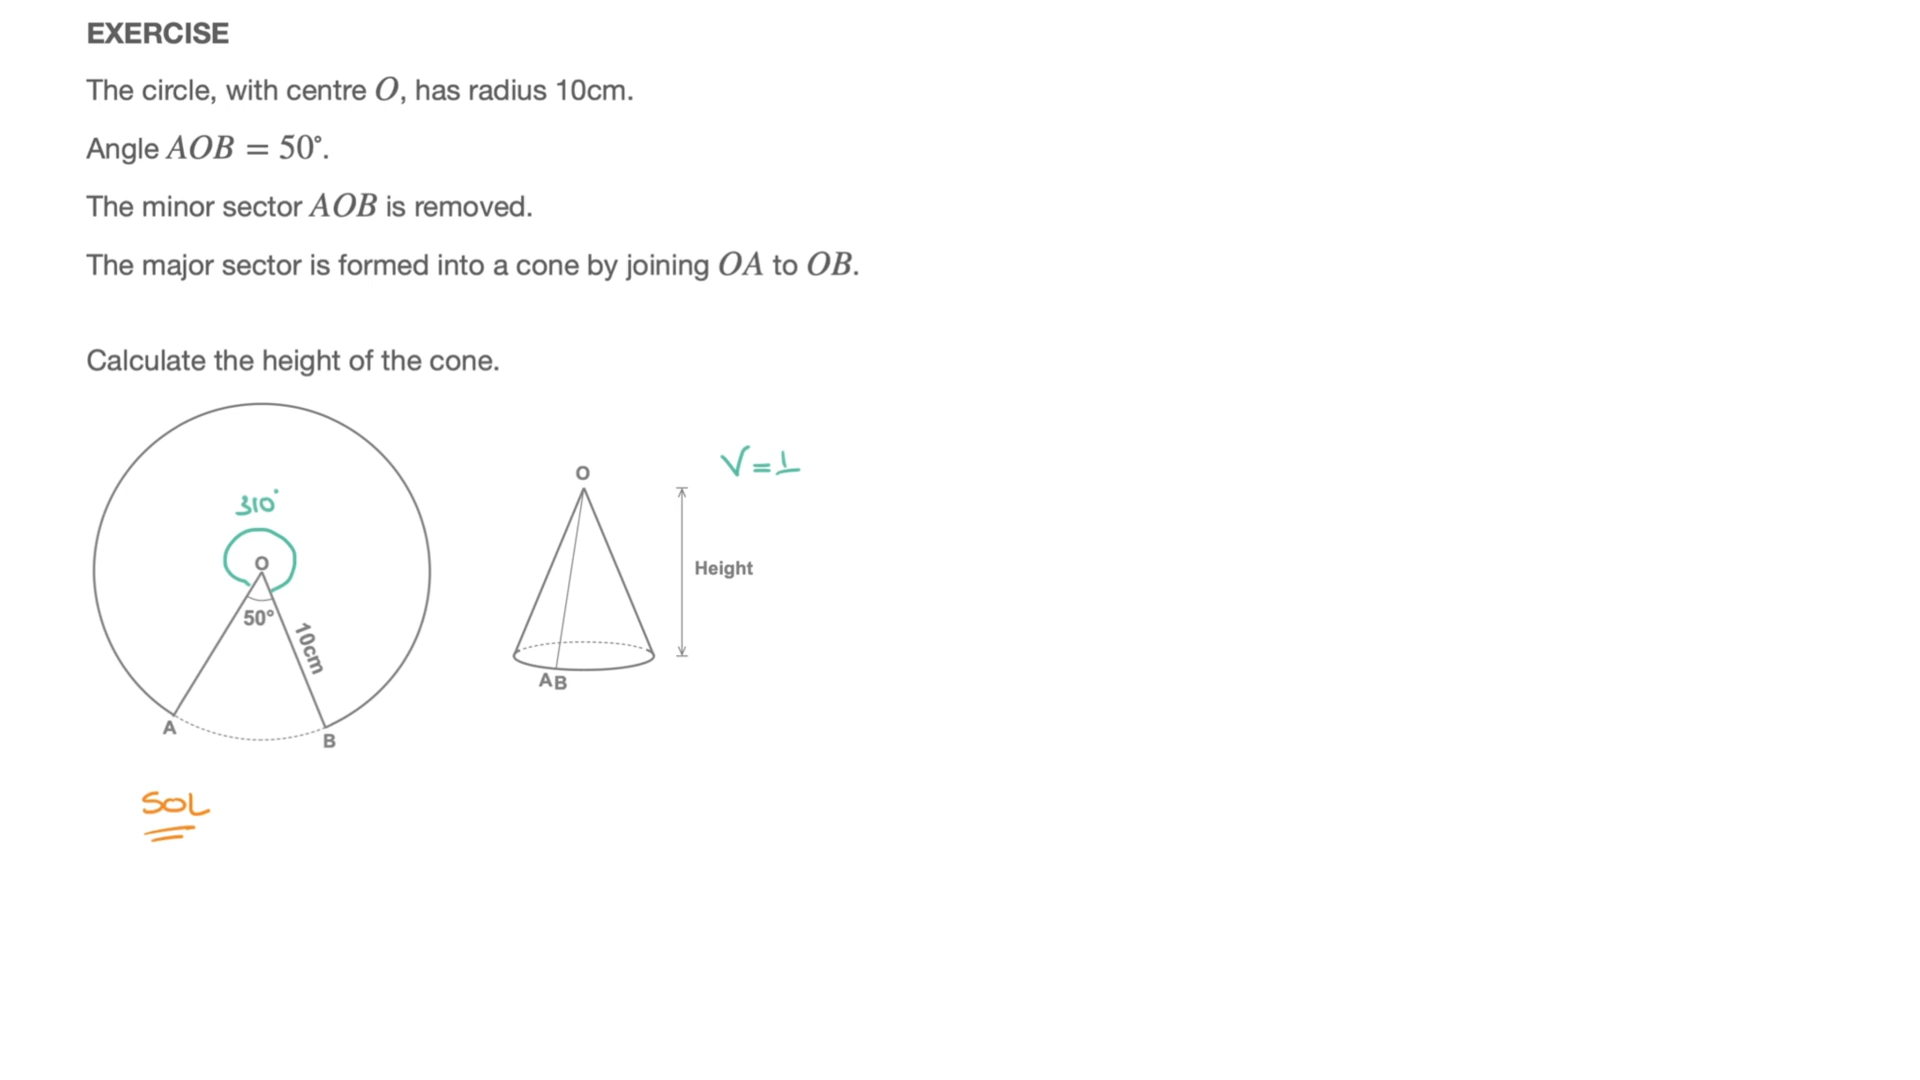 EXERCISE
The circle, with centre O, has radius 10cm.
Angle AOB = 50°.
The minor sector AOB is removed.
The major sector is formed into a cone by joining OA to OB.
Calculate the height of the cone.
310°
O
50°
10cm
A
B
O
V = 1
Height
A B
SOL